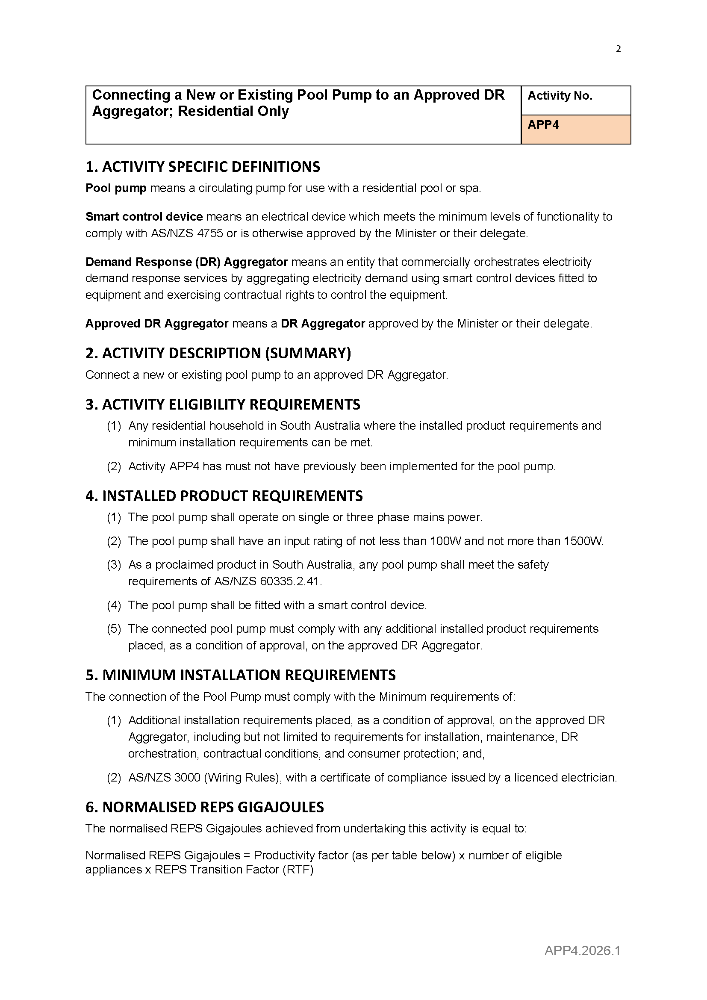 2
Connecting a New or Existing Pool Pump to an Approved DR
Aggregator; Residential Only
Activity No.
APP4
1. ACTIVITY SPECIFIC DEFINITIONS
Pool pump means a circulating pump for use with a residential pool or spa.
Smart control device means an electrical device which meets the minimum levels of functionality to
comply with AS/NZS 4755 or is otherwise approved by the Minister or their delegate.
Demand Response (DR) Aggregator means an entity that commercially orchestrates electricity
demand response services by aggregating electricity demand using smart control devices fitted to
equipment and exercising contractual rights to control the equipment.
Approved DR Aggregator means a DR Aggregator approved by the Minister or their delegate.
2. ACTIVITY DESCRIPTION (SUMMARY)
Connect a new or existing pool pump to an approved DR Aggregator.
3. ACTIVITY ELIGIBILITY REQUIREMENTS
(1) Any residential household in South Australia where the installed product requirements and
minimum installation requirements can be met.
(2) Activity APP4 has must not have previously been implemented for the pool pump.
4. INSTALLED PRODUCT REQUIREMENTS
(1) The pool pump shall operate on single or three phase mains power.
(2) The pool pump shall have an input rating of not less than 100W and not more than 1500W.
(3) As a proclaimed product in South Australia, any pool pump shall meet the safety
requirements of AS/NZS 60335.2.41.
(4) The pool pump shall be fitted with a smart control device.
(5) The connected pool pump must comply with any additional installed product requirements
placed, as a condition of approval, on the approved DR Aggregator.
5. MINIMUM INSTALLATION REQUIREMENTS
The connection of the Pool Pump must comply with the Minimum requirements of:
(1) Additional installation requirements placed, as a condition of approval, on the approved DR
Aggregator, including but not limited to requirements for installation, maintenance, DR
orchestration, contractual conditions, and consumer protection; and,
(2) AS/NZS 3000 (Wiring Rules), with a certificate of compliance issued by a licenced electrician.
6. NORMALISED REPS GIGAJOULES
The normalised REPS Gigajoules achieved from undertaking this activity is equal to:
Normalised REPS Gigajoules = Productivity factor (as per table below) x number of eligible
appliances x REPS Transition Factor (RTF)
APP4.2026.1